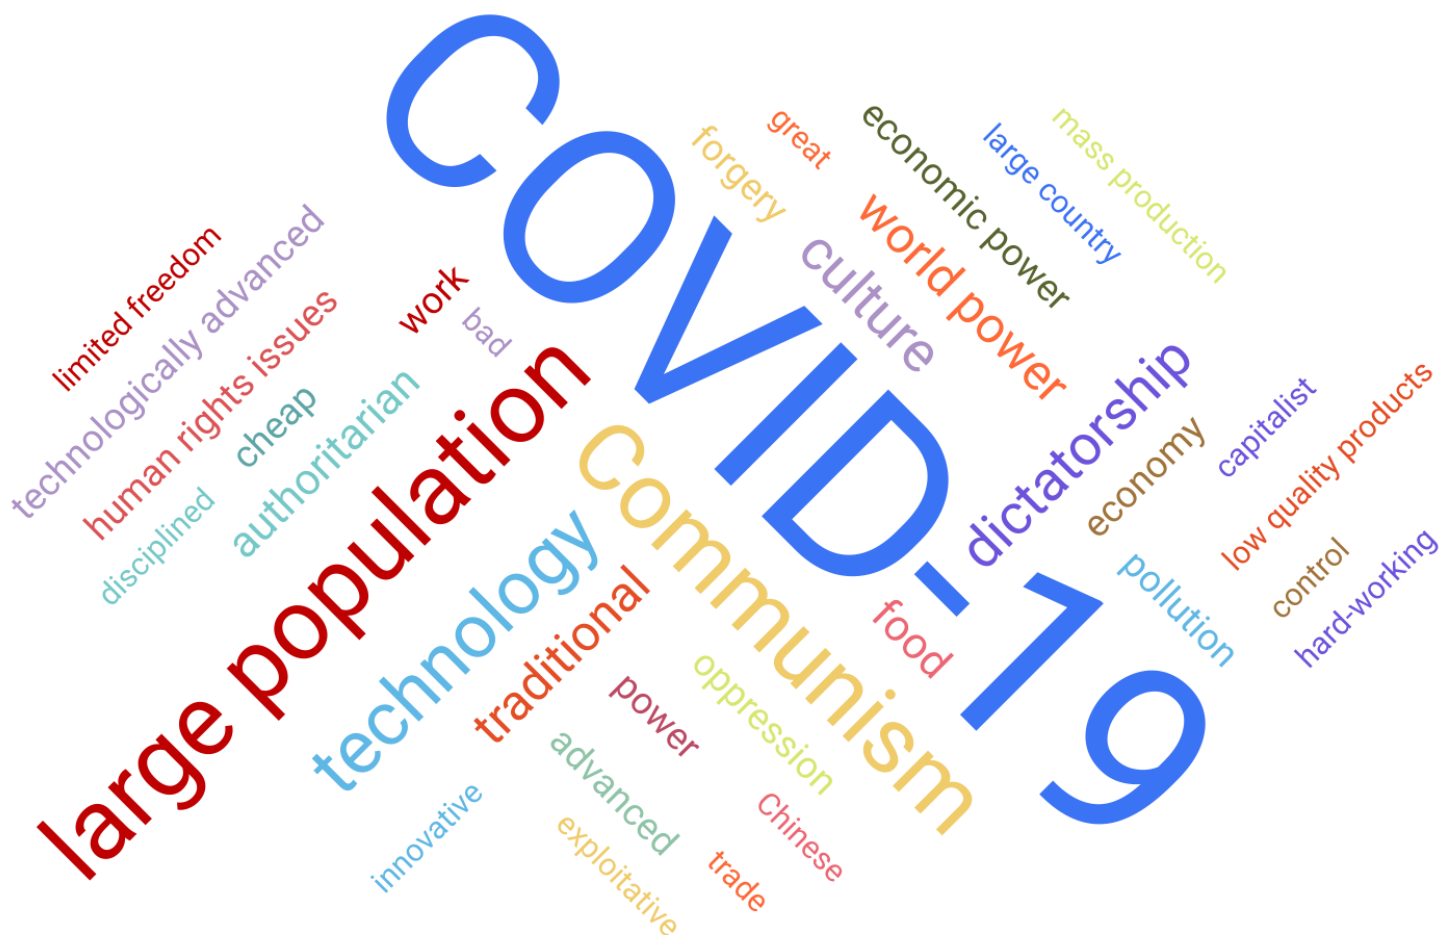 COVID-19
forgery
great
economic power
large country
mass production
culture
world power
limited freedom
technologically advanced
human rights issues
work
bad
cheap
authoritarian
disciplined
large population
communism
dictatorship
economy
capitalist
low quality products
control
hard-working
pollution
technology
traditional
food
oppression
power
advanced
innovative
exploitative
Chinese
trade